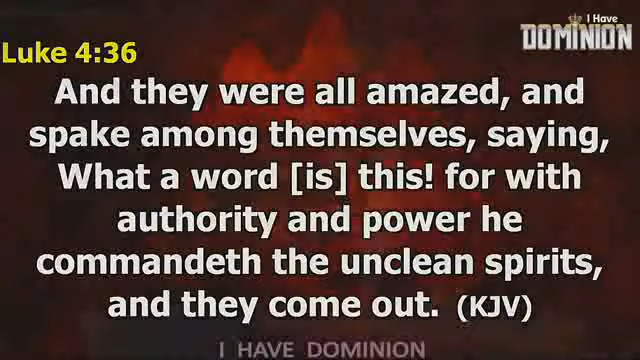 I Have
DOMINION
Luke 4:36
And they were all amazed, and
spake among themselves, saying,
What a word [is] this! for with
authority and power he
commandeth the unclean spirits,
and they come out. (KJV)
I HAVE DOMINION